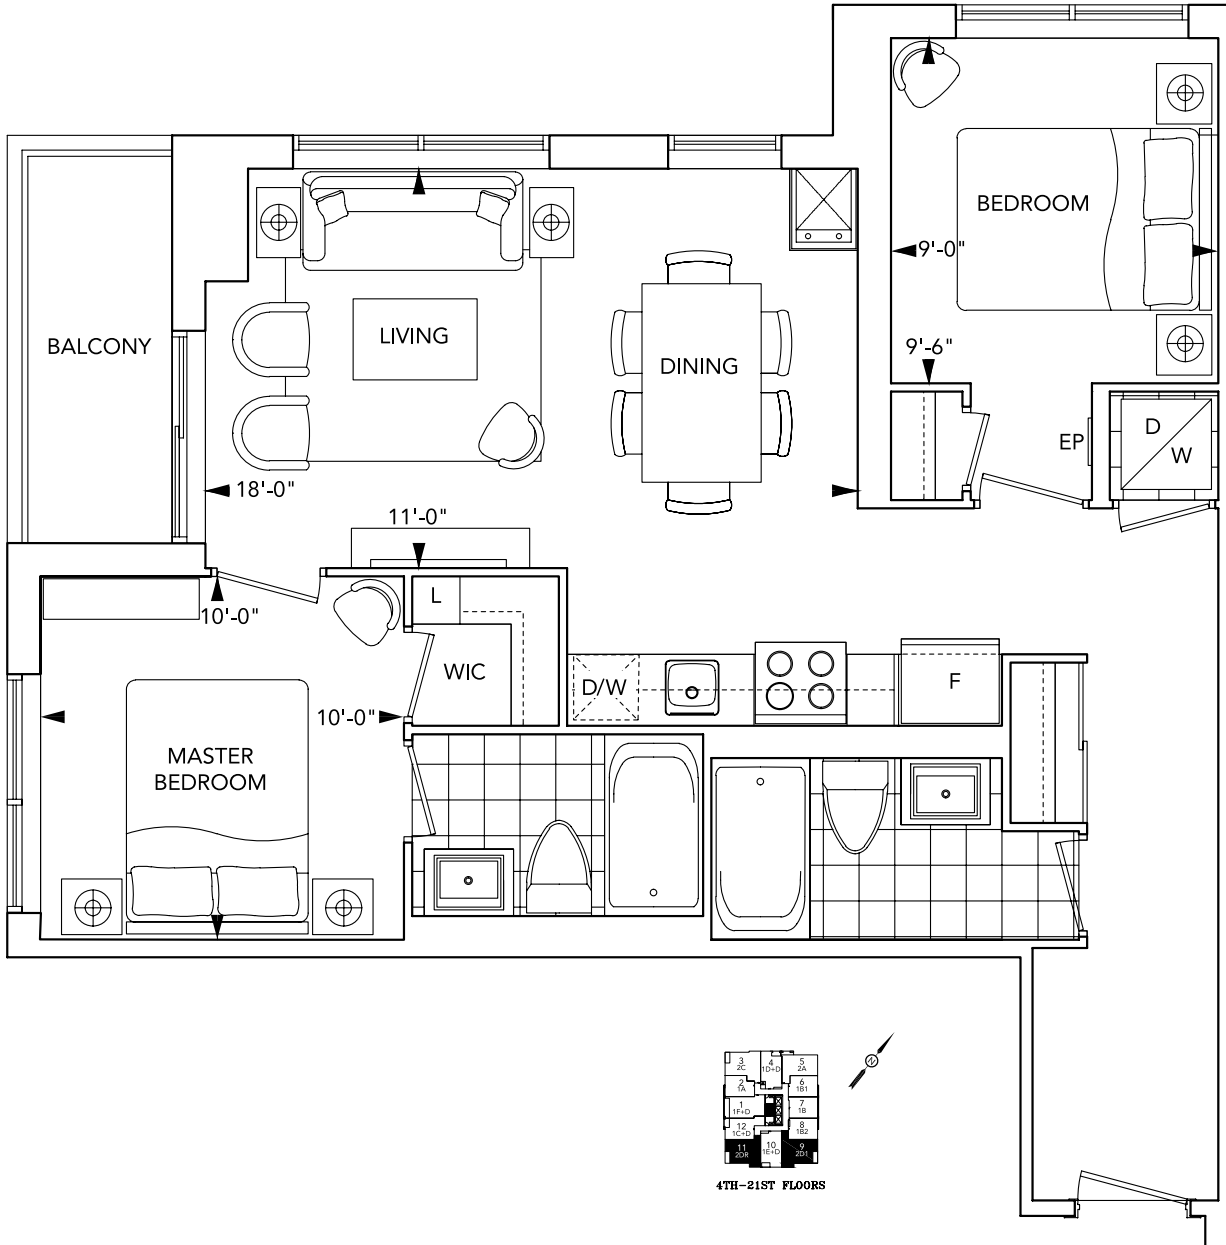 BEDROOM
9'-0"
9'-6"
BALCONY
LIVING
DINING
EP
D
W
18'-0"
11'-0"
10'-0"
L
WIC
D/W
F
10'-0"
MASTER
BEDROOM
N
3
2C
4
1D+D
5
2A
2
1A
6
1B1
1
1F+D
7
1B
12
1C+D
8
1B2
11
2DR
10
1E+D
9
2D1
4TH-21ST FLOORS